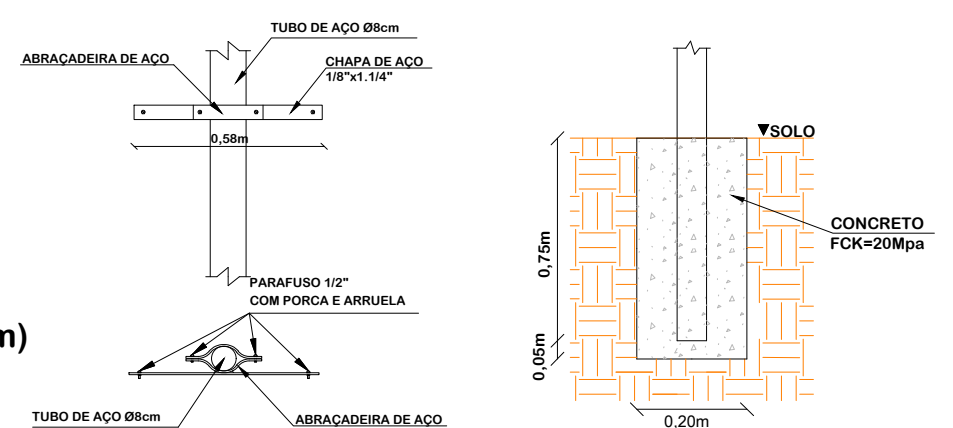 TUBO DE AÇO Ø8cm
ABRAÇADEIRA DE AÇO
CHAPA DE AÇO
1/8"x1.1/4"
0,58m
PARAFUSO 1/2"
COM PORCA E ARRUELA
m)
TUBO DE AÇO Ø8cm
ABRAÇADEIRA DE AÇO
SOLO
CONCRETO
FCK=20Mpa
0,75m
0,05m
0,20m